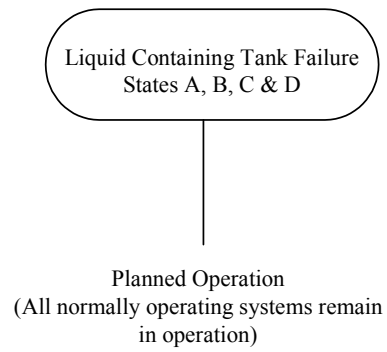 Liquid Containing Tank Failure
States A, B, C & D
Planned Operation
(All normally operating systems remain
in operation)